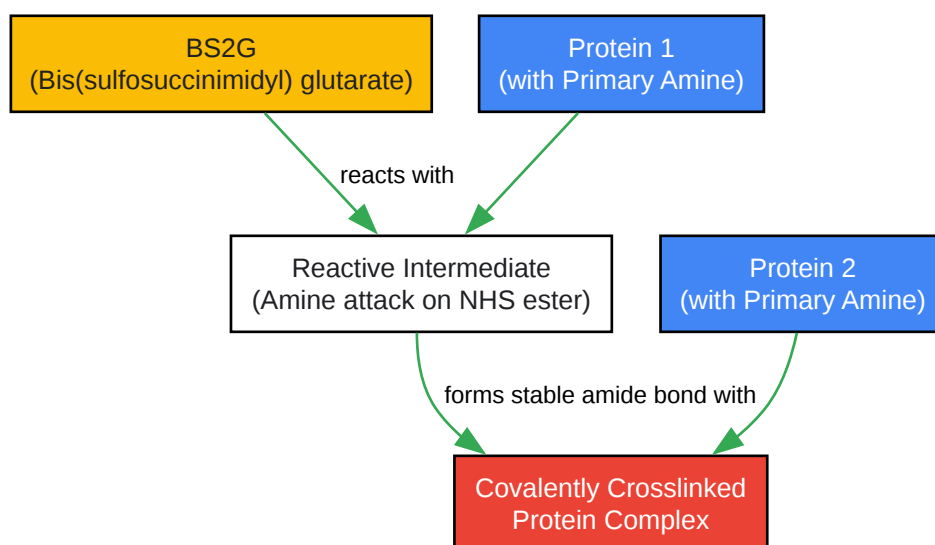 BS2G
(Bis(sulfosuccinimidyl) glutarate)
Protein 1
(with Primary Amine)
reacts with
Reactive Intermediate
(Amine attack on NHS ester)
Protein 2
(with Primary Amine)
forms stable amide bond with
Covalently Crosslinked
Protein Complex